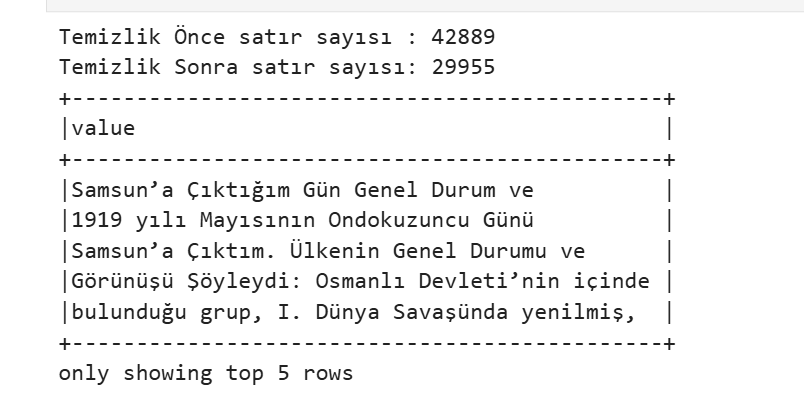 Temizlik Önce satır sayısı : 42889
Temizlik Sonra satır sayısı: 29955
+----------------------------------------------+
|value                                         |
+----------------------------------------------+
|Samsun’a Çıktığım Gün Genel Durum ve          |
|1919 yılı Mayısının Ondokuzuncu Günü          |
|Samsun’a Çıktım. Ülkenin Genel Durumu ve      |
|Görünüşü Şöyleydi: Osmanlı Devleti’nin içinde |
|bulunduğu grup, I. Dünya Savaşünda yenilmiş,  |
+----------------------------------------------+
only showing top 5 rows